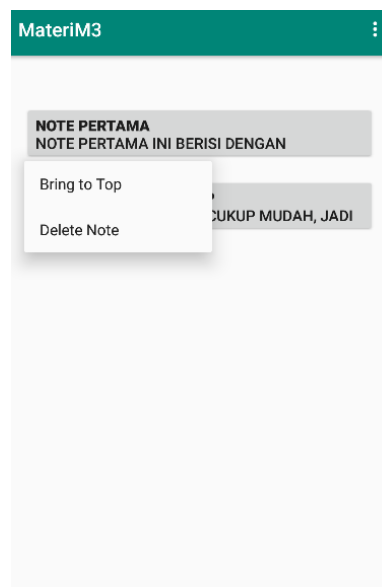 MateriM3
NOTE PERTAMA
NOTE PERTAMA INI BERISI DENGAN
Bring to Top
CUKUP MUDAH, JADI
Delete Note